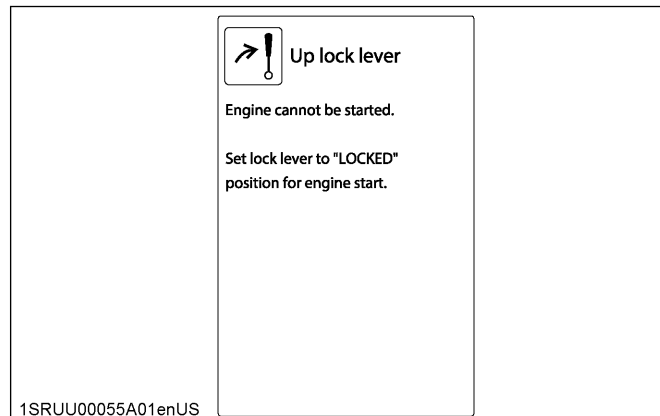 Up lock lever
Engine cannot be started.
Set lock lever to "LOCKED"
position for engine start.
1SRUU00055A01enUS